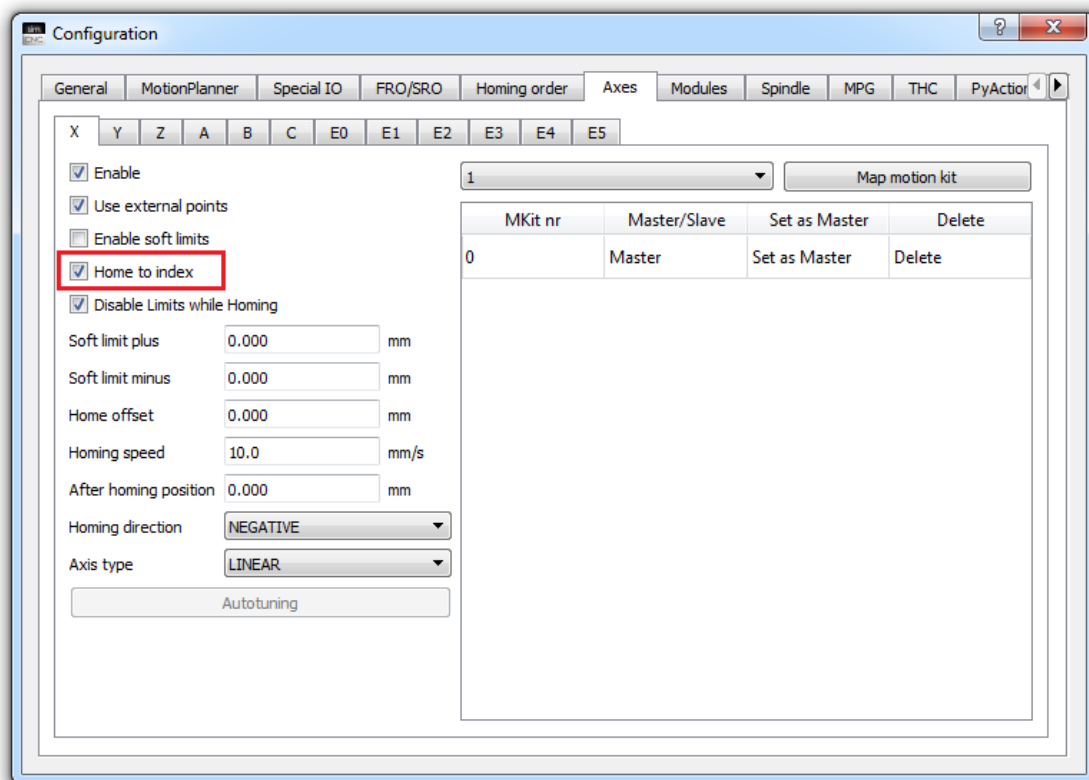 sim
CNC
Configuration
?
General MotionPlanner Special IO FRO/SRO Homing order Axes Modules Spindle MPG THC PyAction
X Y Z A B C E0 E1 E2 E3 E4 E5
Enable
Use external points
Enable soft limits
Home to index
Disable Limits while Homing
Soft limit plus 0.000 mm
Soft limit minus 0.000 mm
Home offset 0.000 mm
Homing speed 10.0 mm/s
After homing position 0.000 mm
Homing direction NEGATIVE
Axis type LINEAR
Autotuning
1 Map motion kit
MKit nr Master/Slave Set as Master Delete
0 Master Set as Master Delete